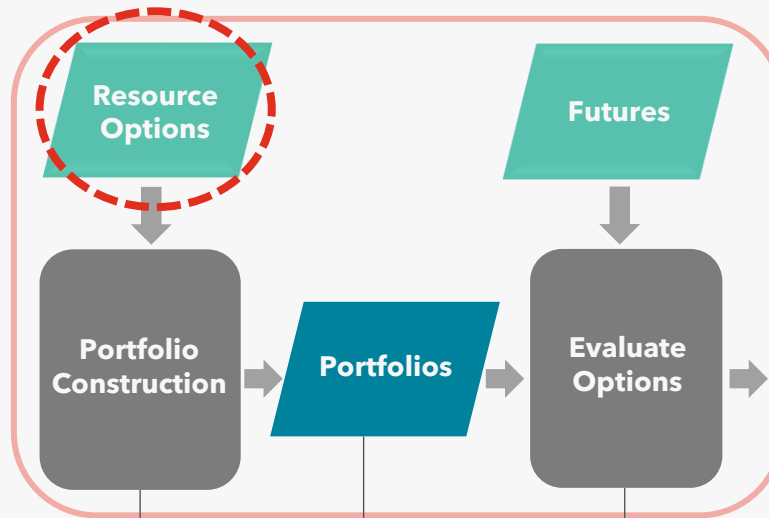 Resource
Options
Futures
Portfolio
Construction
Portfolios
Evaluate
Options